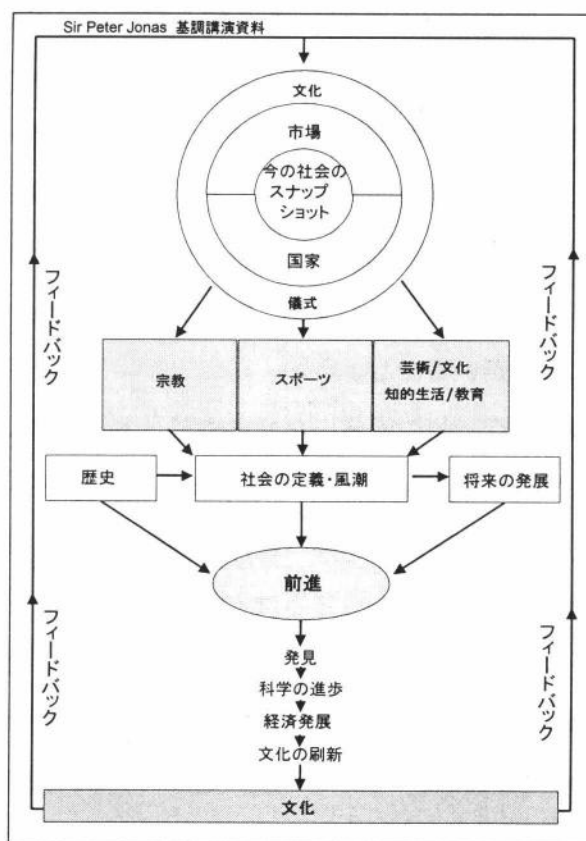 Sir Peter Jonas 基調講演資料
文化
市場
今の社会の
スナップ
ショット
国家
儀式
フィードバック
フィードバック
宗教
スポーツ
芸術/文化
知的生活/教育
歴史
社会の定義・風潮
将来の発展
前進
フィードバック
フィードバック
発見
科学の進歩
経済発展
文化の刷新
文化